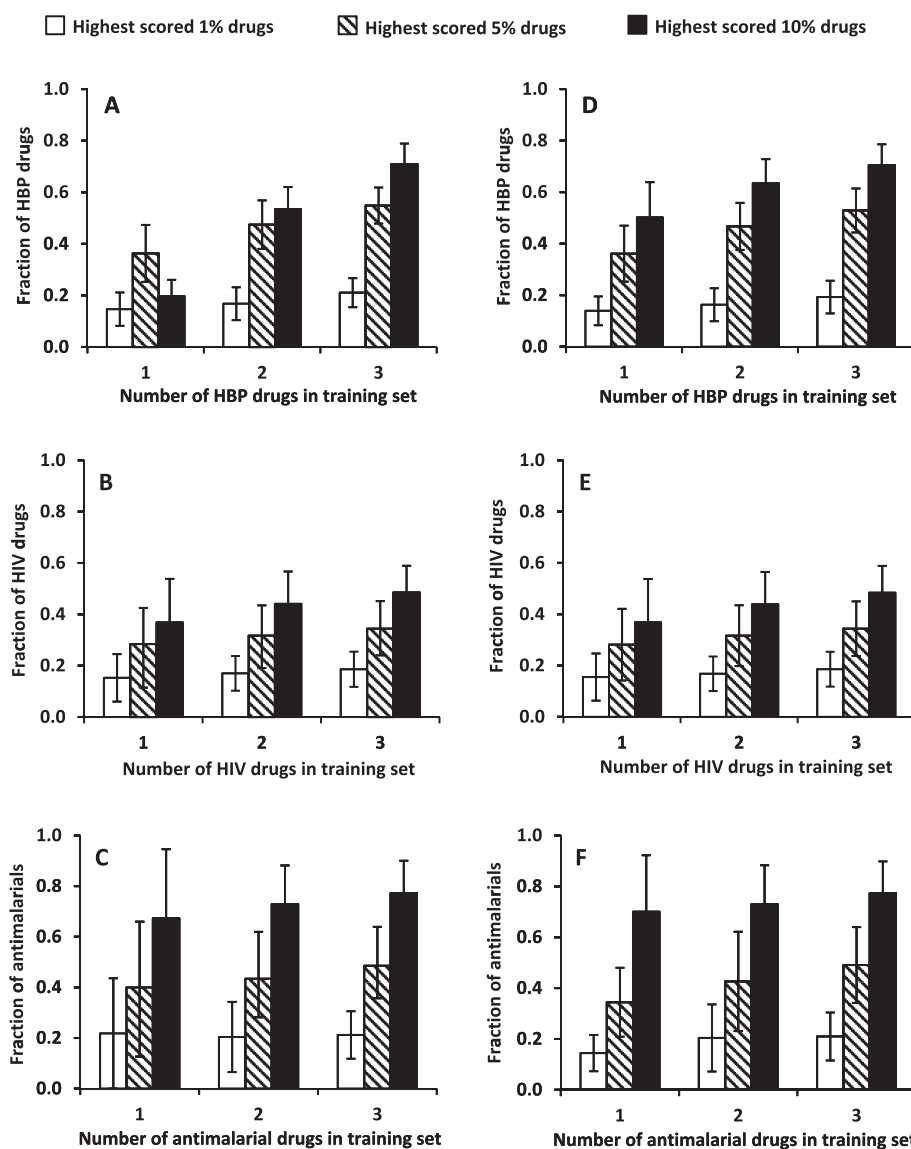 Highest scored 1% drugs Highest scored 5% drugs Highest scored 10% drugs
A
1.0
0.8
0.6
0.4
0.2
0.0
Fraction of HBP drugs
1 2 3
Number of HBP drugs in training set
D
1.0
0.8
0.6
0.4
0.2
0.0
Fraction of HBP drugs
1 2 3
Number of HBP drugs in training set
B
1.0
0.8
0.6
0.4
0.2
0.0
Fraction of HIV drugs
1 2 3
Number of HIV drugs in training set
E
1.0
0.8
0.6
0.4
0.2
0.0
Fraction of HIV drugs
1 2 3
Number of HIV drugs in training set
C
1.0
0.8
0.6
0.4
0.2
0.0
Fraction of antimalarials
1 2 3
Number of antimalarial drugs in training set
F
1.0
0.8
0.6
0.4
0.2
0.0
Fraction of antimalarials
1 2 3
Number of antimalarial drugs in training set